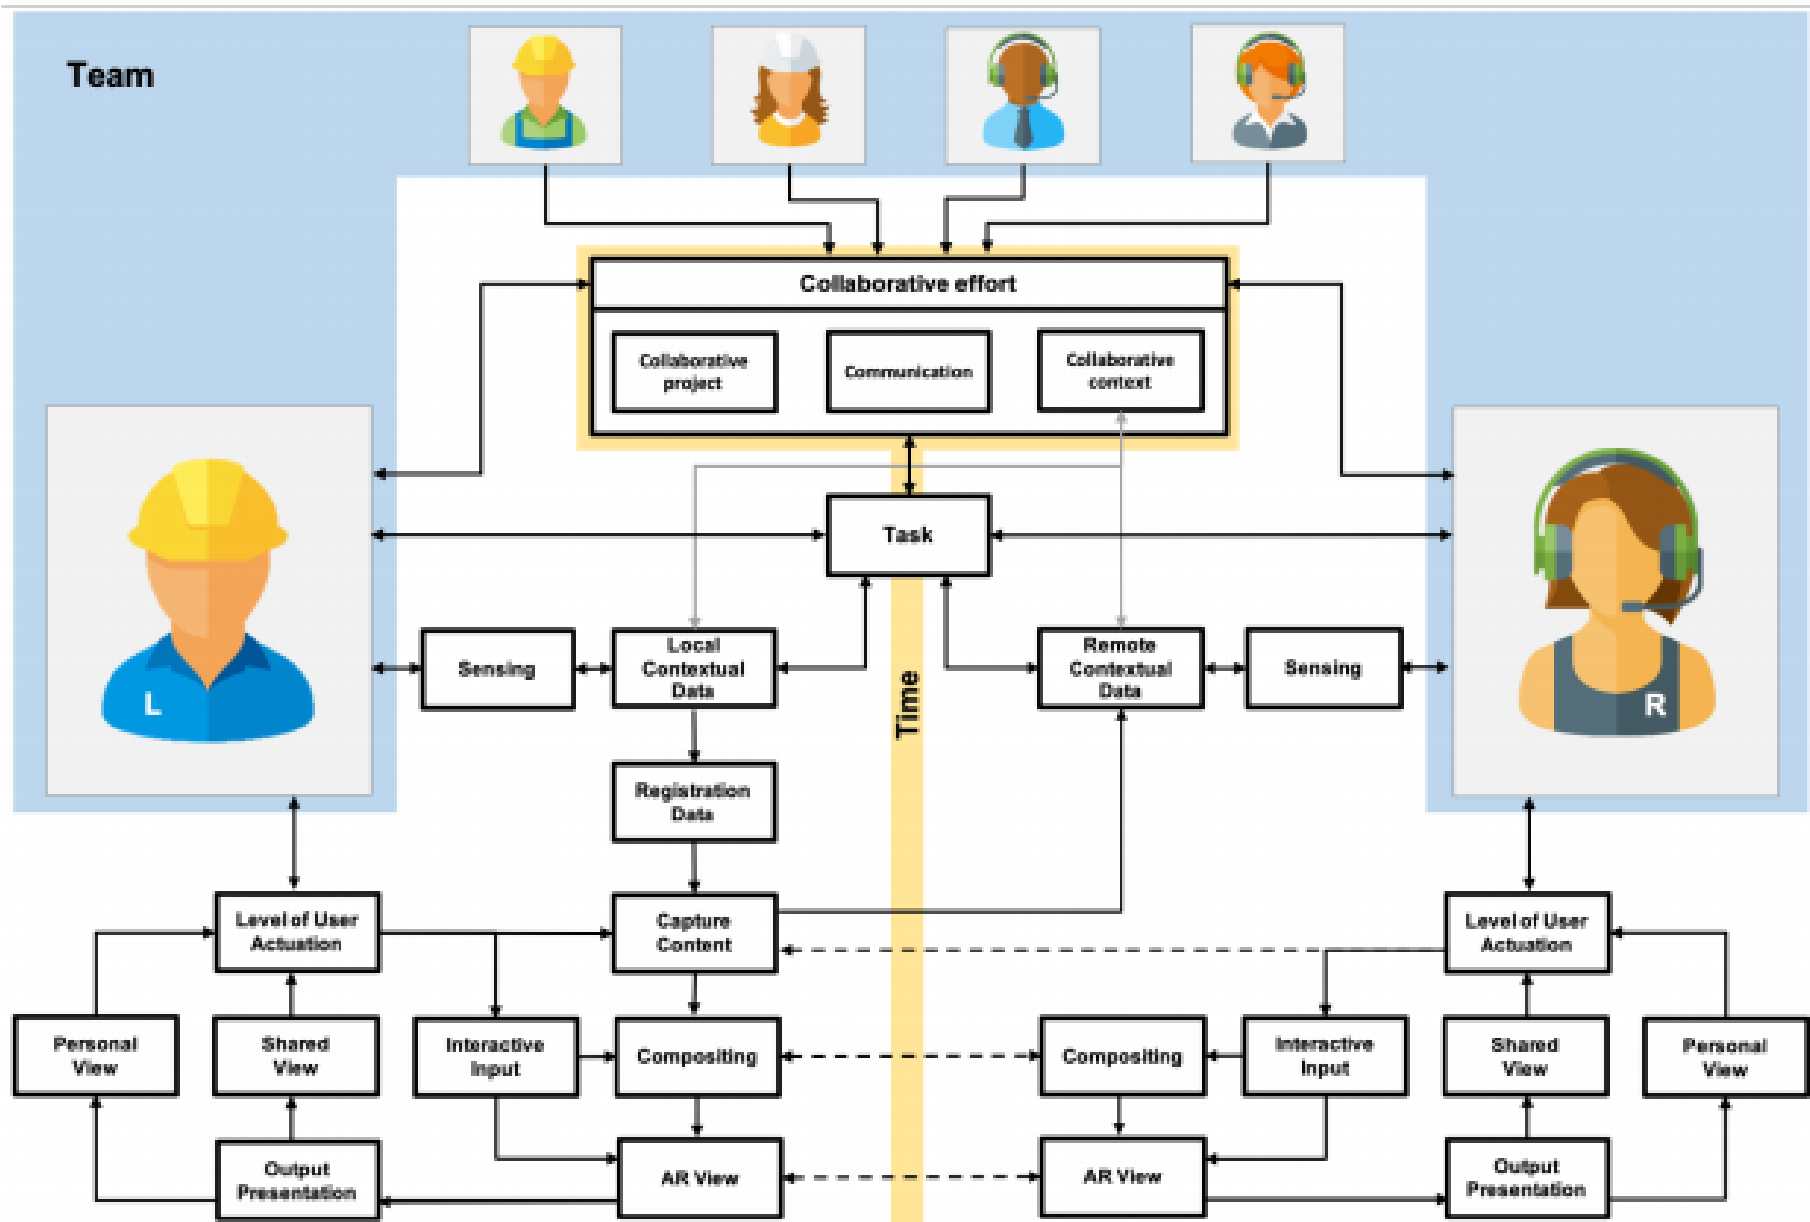 Team
Collaborative effort
Collaborative
project
Communication
Collaborative
context
Task
L
Sensing
Local
Contextual
Data
Time
Remote
Contextual
Data
Sensing
R
Registration
Data
Level of User
Actuation
Capture
Content
Level of User
Actuation
Personal
View
Shared
View
Interactive
Input
Compositing
Compositing
Interactive
Input
Shared
View
Personal
View
Output
Presentation
AR View
AR View
Output
Presentation